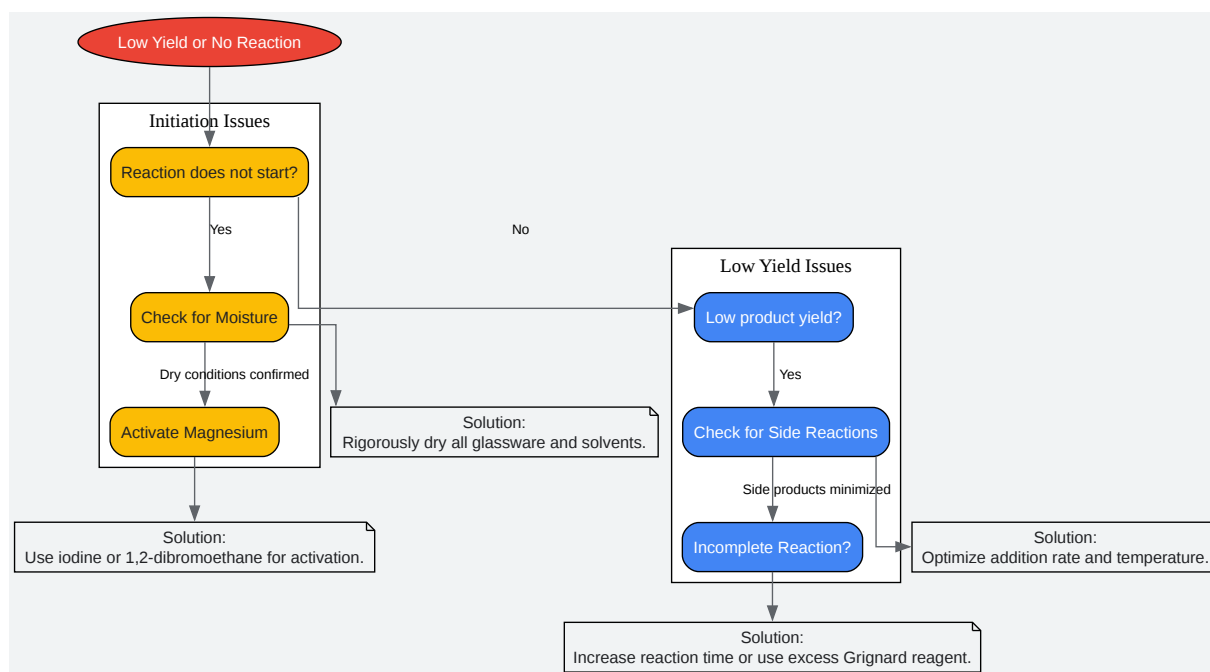 Low Yield or No Reaction
Initiation Issues
Reaction does not start?
Yes
No
Low Yield Issues
Check for Moisture
Low product yield?
Dry conditions confirmed
Yes
Activate Magnesium
Solution:
Rigorously dry all glassware and solvents.
Check for Side Reactions
Side products minimized
Solution:
Use iodine or 1,2-dibromoethane for activation.
Incomplete Reaction?
Solution:
Optimize addition rate and temperature.
Solution:
Increase reaction time or use excess Grignard reagent.